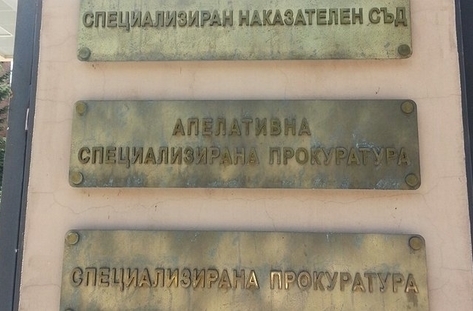 СПЕЦИАЛИЗИРАН НАКАЗАТЕЛЕН СЪД
АПЕЛАТИВНА
СПЕЦИАЛИЗИРАНА ПРОКУРАТУРА
СПЕЦИАЛИЗИРАНА ПРОКУРАТУРА